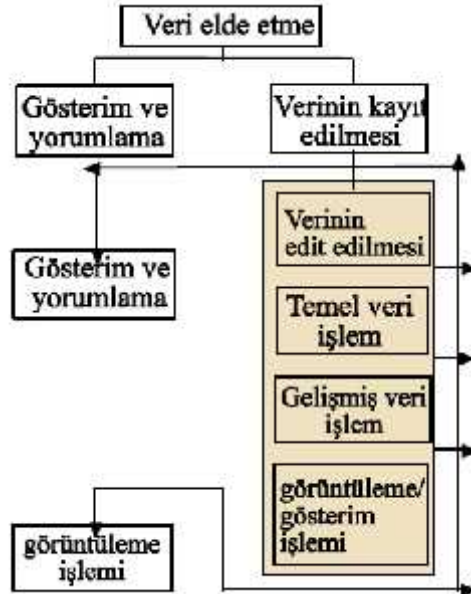 Veri elde etme
Gösterim ve
yorumlama
Verinin kayıt
edilmesi
Gösterim ve
yorumlama
Verinin
edit edilmesi
Temel veri
işlem
Gelişmiş veri
işlem
görüntüleme/
gösterim
işlemi
görüntüleme
işlemi